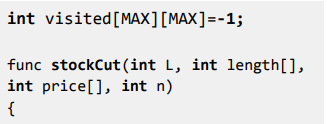 int visited[MAX][MAX]=-1;
func stockCut(int L, int length[],
int price[], int n)
{